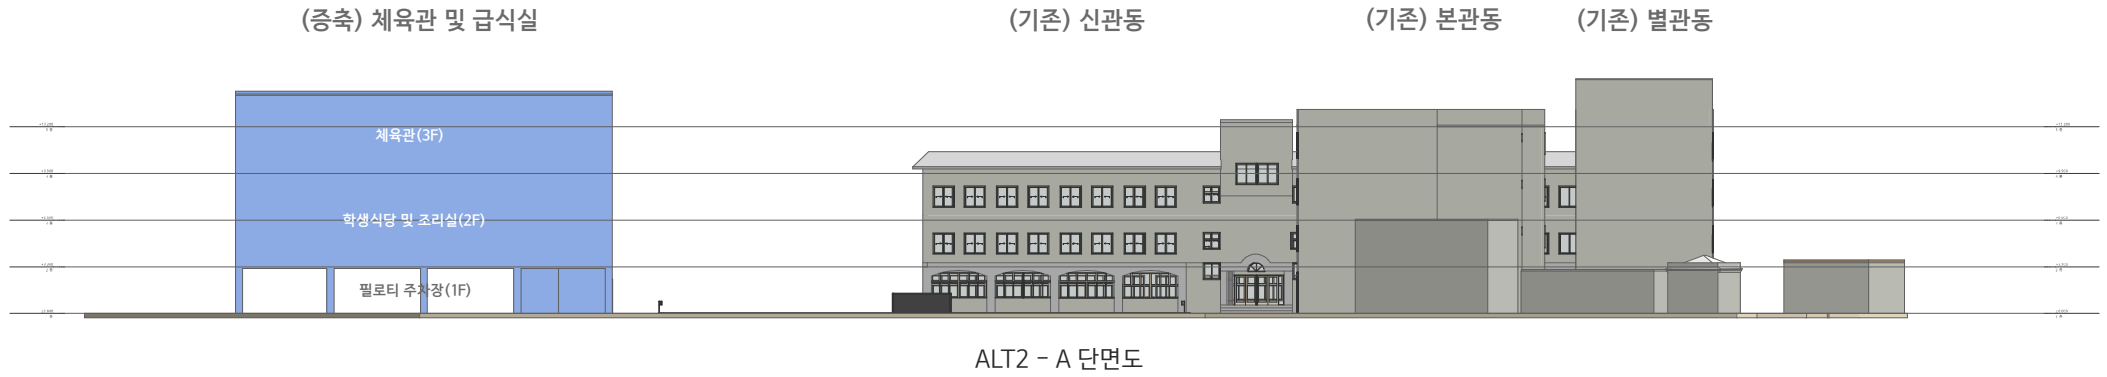 (증축) 체육관 및 급식실
(기존) 신관동
(기존) 본관동
(기존) 별관동
체육관(3F)
학생식당 및 조리실(2F)
필로티 주차장(1F)
ALT2 - A 단면도